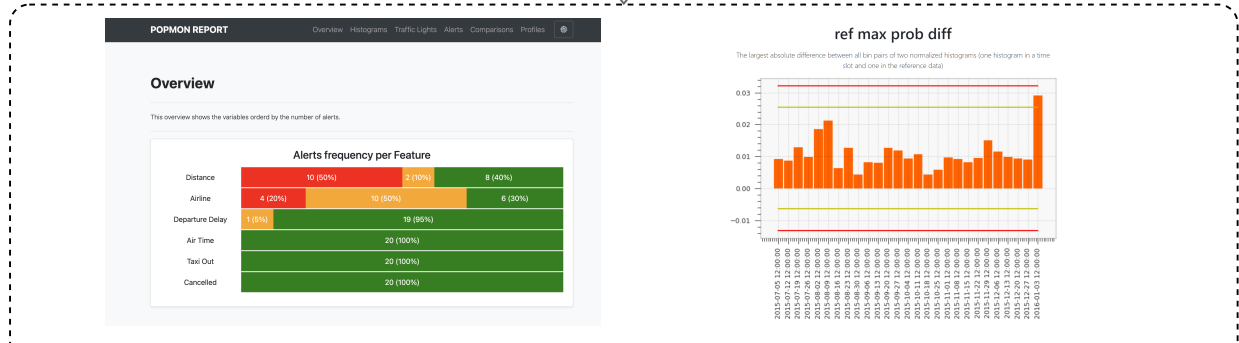 POPMON REPORT
Overview Histograms Traffic Lights Alerts Comparisons Profiles
Overview
This overview shows the variables orderd by the number of alerts.
Alerts frequency per Feature
Distance 10 (50%) 2 (10%) 8 (40%)
Airline 4 (20%) 10 (50%) 6 (30%)
Departure Delay 1 (5%) 19 (95%)
Air Time 20 (100%)
Taxi Out 20 (100%)
Cancelled 20 (100%)
ref max prob diff
The largest absolute difference between all bin pairs of two normalized histograms (one histogram in a time
slot and one in the reference data)
0.03
0.02
0.01
0.00
−0.01
2015-07-05 12:00:00
2015-07-12 12:00:00
2015-07-19 12:00:00
2015-07-26 12:00:00
2015-08-02 12:00:00
2015-08-09 12:00:00
2015-08-16 12:00:00
2015-08-23 12:00:00
2015-08-30 12:00:00
2015-09-06 12:00:00
2015-09-13 12:00:00
2015-09-20 12:00:00
2015-09-27 12:00:00
2015-10-04 12:00:00
2015-10-11 12:00:00
2015-10-18 12:00:00
2015-10-25 12:00:00
2015-11-01 12:00:00
2015-11-08 12:00:00
2015-11-15 12:00:00
2015-11-22 12:00:00
2015-11-29 12:00:00
2015-12-06 12:00:00
2015-12-13 12:00:00
2015-12-20 12:00:00
2015-12-27 12:00:00
2016-01-03 12:00:00